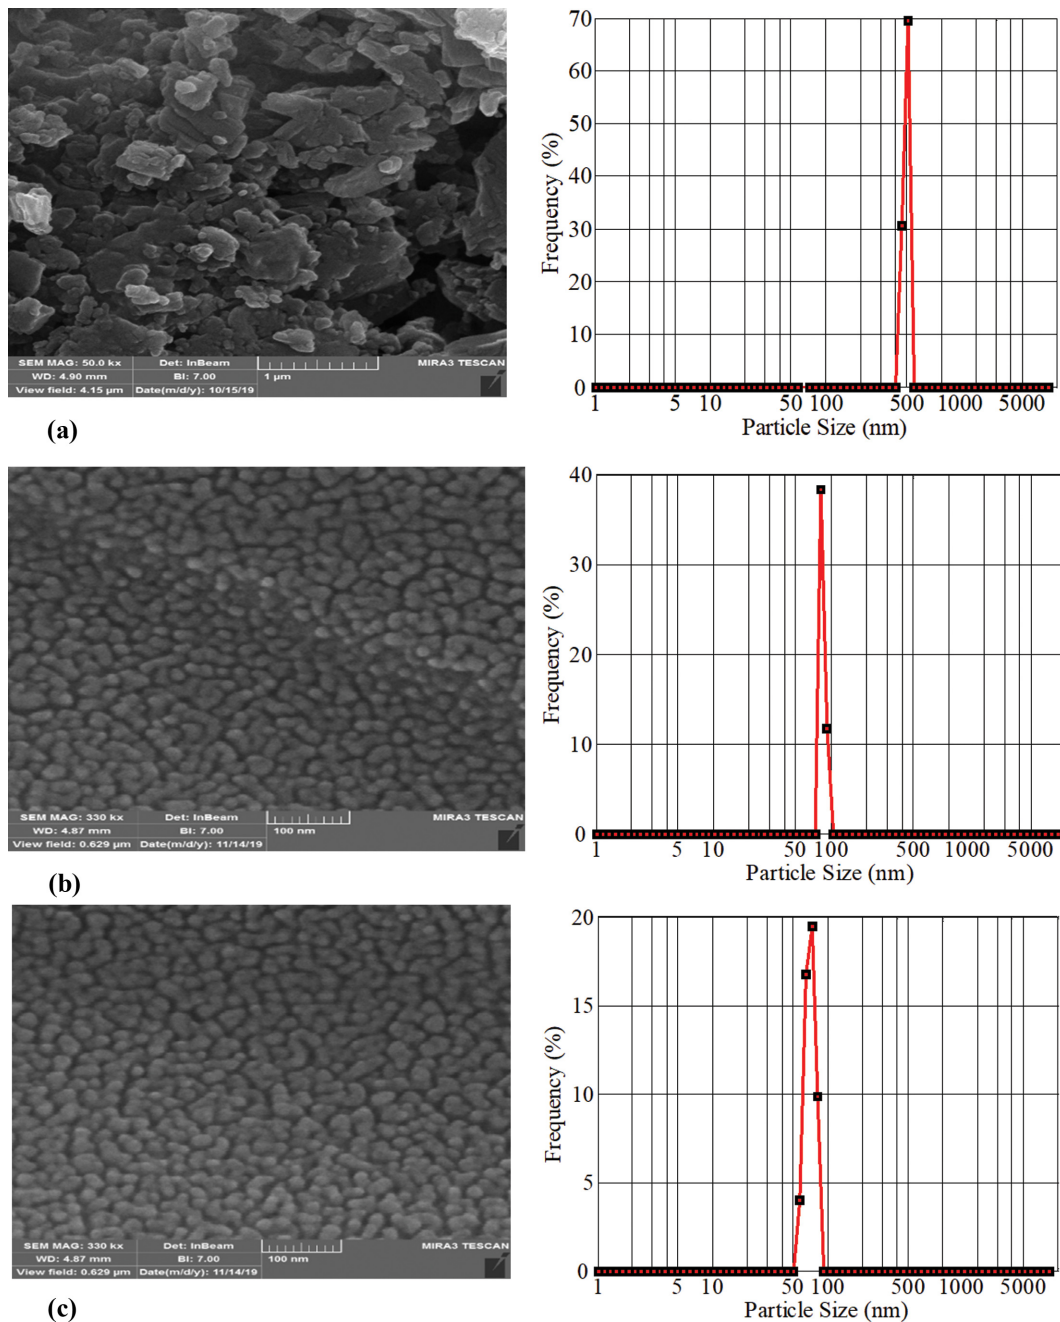 SEM MAG: 50.0 kx Det: InBeam MIRA3 TESCAN
WD: 4.90 mm BI: 7.00 1 µm
View field: 4.15 µm Date(m/d/y): 10/15/19
70
60
50
40
30
20
10
0
Frequency (%)
1 5 10 50 100 500 1000 5000
Particle Size (nm)
(a)
SEM MAG: 330 kx Det: InBeam MIRA3 TESCAN
WD: 4.87 mm BI: 7.00 100 nm
View field: 0.629 µm Date(m/d/y): 11/14/19
40
30
20
10
0
Frequency (%)
1 5 10 50 100 500 1000 5000
Particle Size (nm)
(b)
SEM MAG: 330 kx Det: InBeam MIRA3 TESCAN
WD: 4.87 mm BI: 7.00 100 nm
View field: 0.629 µm Date(m/d/y): 11/14/19
20
15
10
5
0
Frequency (%)
1 5 10 50 100 500 1000 5000
Particle Size (nm)
(c)